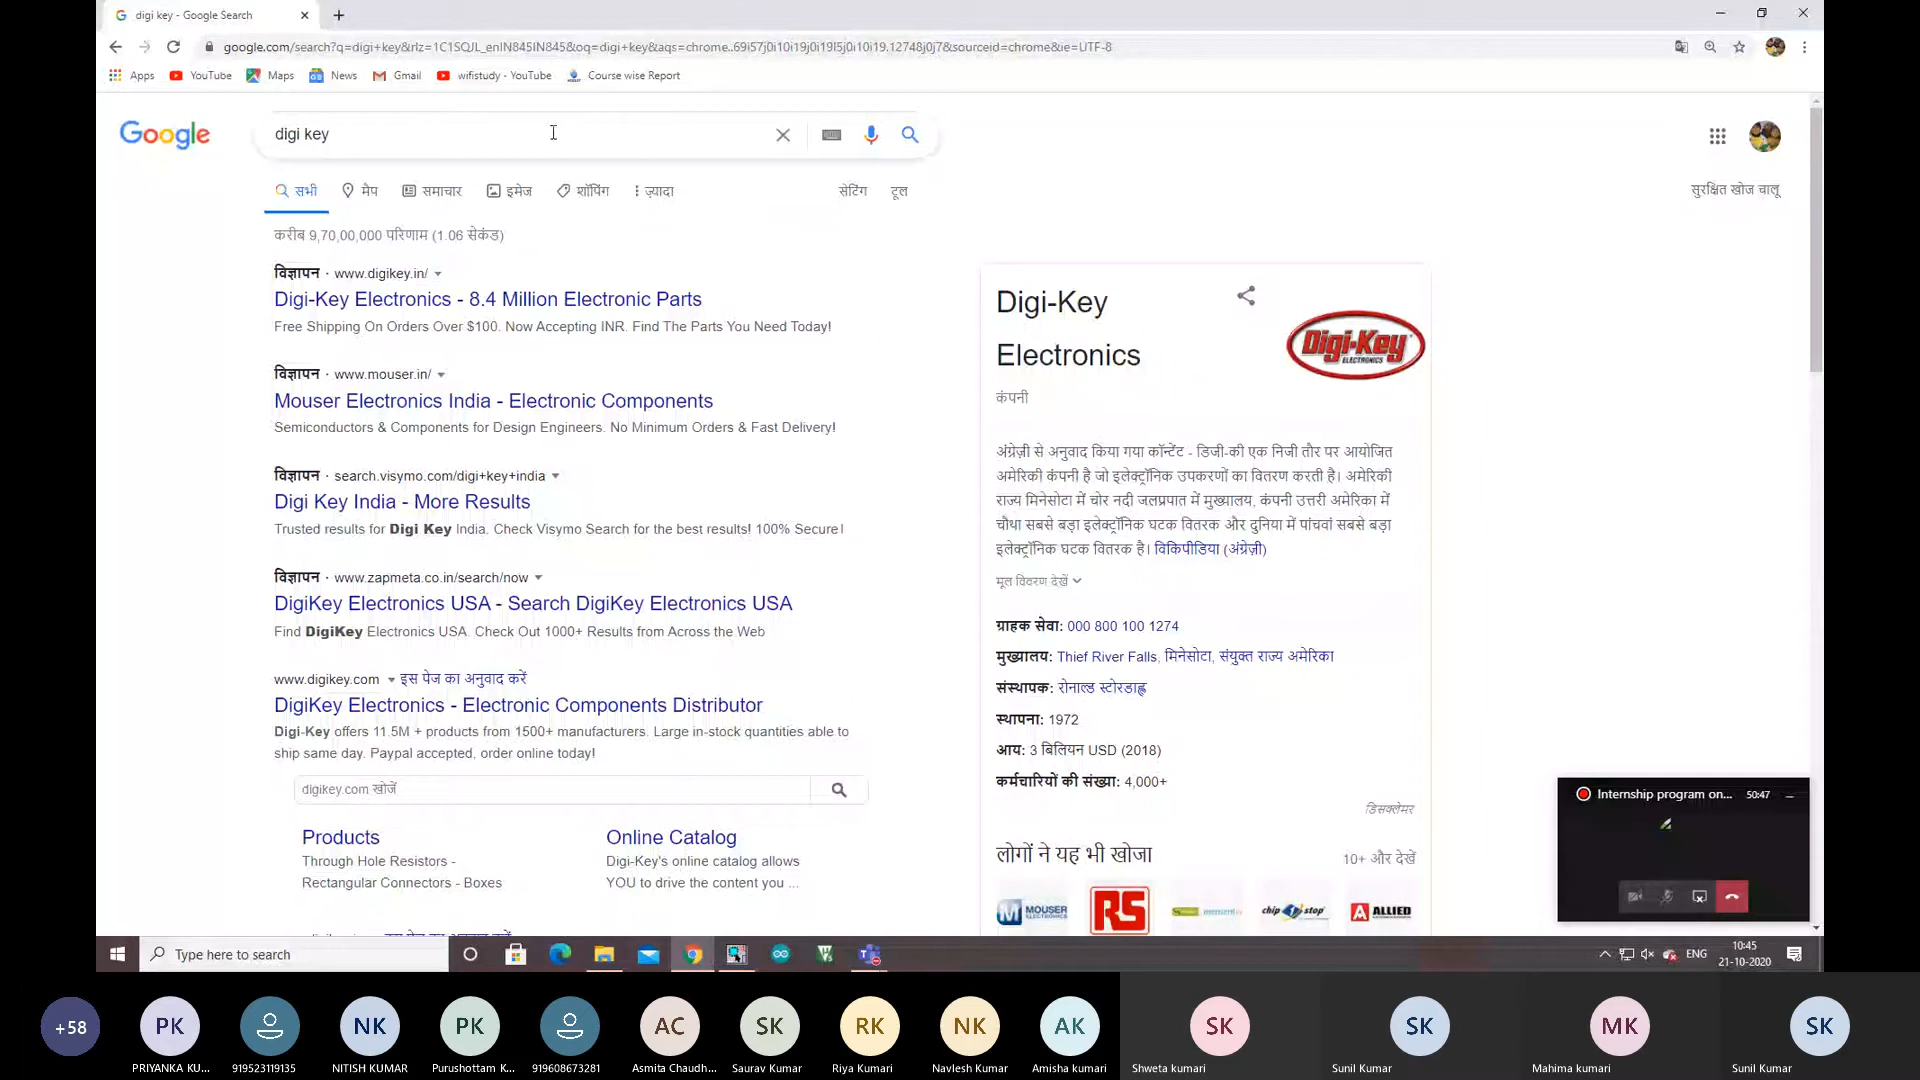 digi key - Google Search
google.com/search?q=digi+key&rlz=1C1SQJL_enIN845IN845&oq=digi+key&aqs=chrome..69i57j0i10i19j0i19l5j0i10i19.12748j0j7&sourceid=chrome&ie=UTF-8
Apps YouTube Maps News Gmail wifistudy - YouTube Course wise Report
Google
digi key
सभी मैप समाचार इमेज शॉपिंग ज़्यादा सेटिंग टूल
सुरक्षित खोज चालू
करीब 9,70,00,000 परिणाम (1.06 सेकंड)
विज्ञापन · www.digikey.in/
Digi-Key Electronics - 8.4 Million Electronic Parts
Free Shipping On Orders Over $100. Now Accepting INR. Find The Parts You Need Today!
विज्ञापन · www.mouser.in/
Mouser Electronics India - Electronic Components
Semiconductors & Components for Design Engineers. No Minimum Orders & Fast Delivery!
विज्ञापन · search.visymo.com/digi+key+india
Digi Key India - More Results
Trusted results for Digi Key India. Check Visymo Search for the best results! 100% Secure!
विज्ञापन · www.zapmeta.co.in/search/now
DigiKey Electronics USA - Search DigiKey Electronics USA
Find DigiKey Electronics USA. Check Out 1000+ Results from Across the Web
www.digikey.com इस पेज का अनुवाद करें
DigiKey Electronics - Electronic Components Distributor
Digi-Key offers 11.5M + products from 1500+ manufacturers. Large in-stock quantities able to
ship same day. Paypal accepted, order online today!
digikey.com खोजें
Products
Through Hole Resistors -
Rectangular Connectors - Boxes
Online Catalog
Digi-Key's online catalog allows
YOU to drive the content you ...
Digi-Key
Electronics
Digi-Key
ELECTRONICS
कंपनी
अंग्रेज़ी से अनुवाद किया गया कॉन्टेंट - डिजी-की एक निजी तौर पर आयोजित
अमेरिकी कंपनी है जो इलेक्ट्रॉनिक उपकरणों का वितरण करती है। अमेरिकी
राज्य मिनेसोटा में चोर नदी जलप्रपात में मुख्यालय, कंपनी उत्तरी अमेरिका में
चौथा सबसे बड़ा इलेक्ट्रॉनिक घटक वितरक और दुनिया में पांचवां सबसे बड़ा
इलेक्ट्रॉनिक घटक वितरक है। विकिपीडिया (अंग्रेज़ी)
मूल विवरण देखें
ग्राहक सेवा: 000 800 100 1274
मुख्यालय: Thief River Falls, मिनेसोटा, संयुक्त राज्य अमेरिका
संस्थापक: रोनाल्ड स्टोरडाह्ल
स्थापना: 1972
आय: 3 बिलियन USD (2018)
कर्मचारियों की संख्या: 4,000+
डिसक्लेमर
लोगों ने यह भी खोजा
10+ और देखें
MOUSER ELECTRONICS
RS
chip 1 stop
ALLIED
Internship program on... 50:47
Type here to search
ENG
10:45
21-10-2020
+58 PK NK PK AC SK RK NK AK SK SK MK SK
PRIYANKA KU... 919523119135 NITISH KUMAR Purushottam K... 919608673281 Asmita Chaudh... Saurav Kumar Riya Kumari Navlesh Kumar Amisha kumari Shweta kumari Sunil Kumar Mahima kumari Sunil Kumar